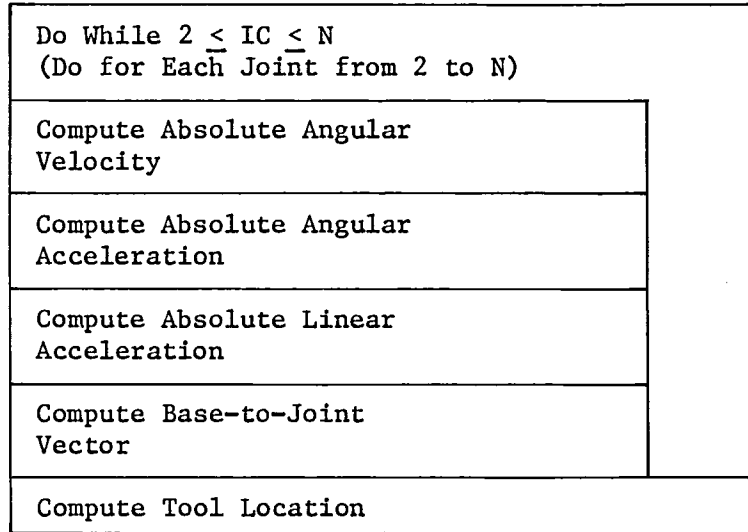 Do While 2 ≤ IC ≤ N
(Do for Each Joint from 2 to N)
Compute Absolute Angular
Velocity
Compute Absolute Angular
Acceleration
Compute Absolute Linear
Acceleration
Compute Base-to-Joint
Vector
Compute Tool Location